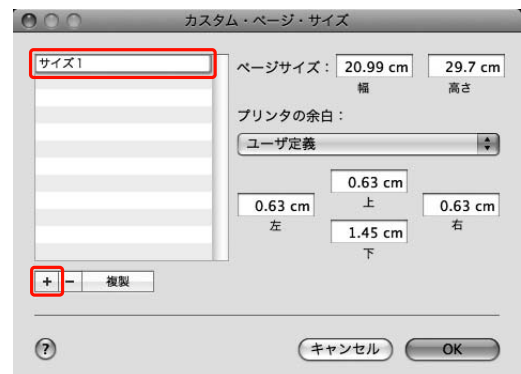 カスタム・ページ・サイズ
サイズ1
ページサイズ： 20.99 cm 29.7 cm
幅 高さ
プリンタの余白：
ユーザ定義
0.63 cm
上
0.63 cm 0.63 cm
左 右
1.45 cm
下
+ − 複製
? キャンセル OK